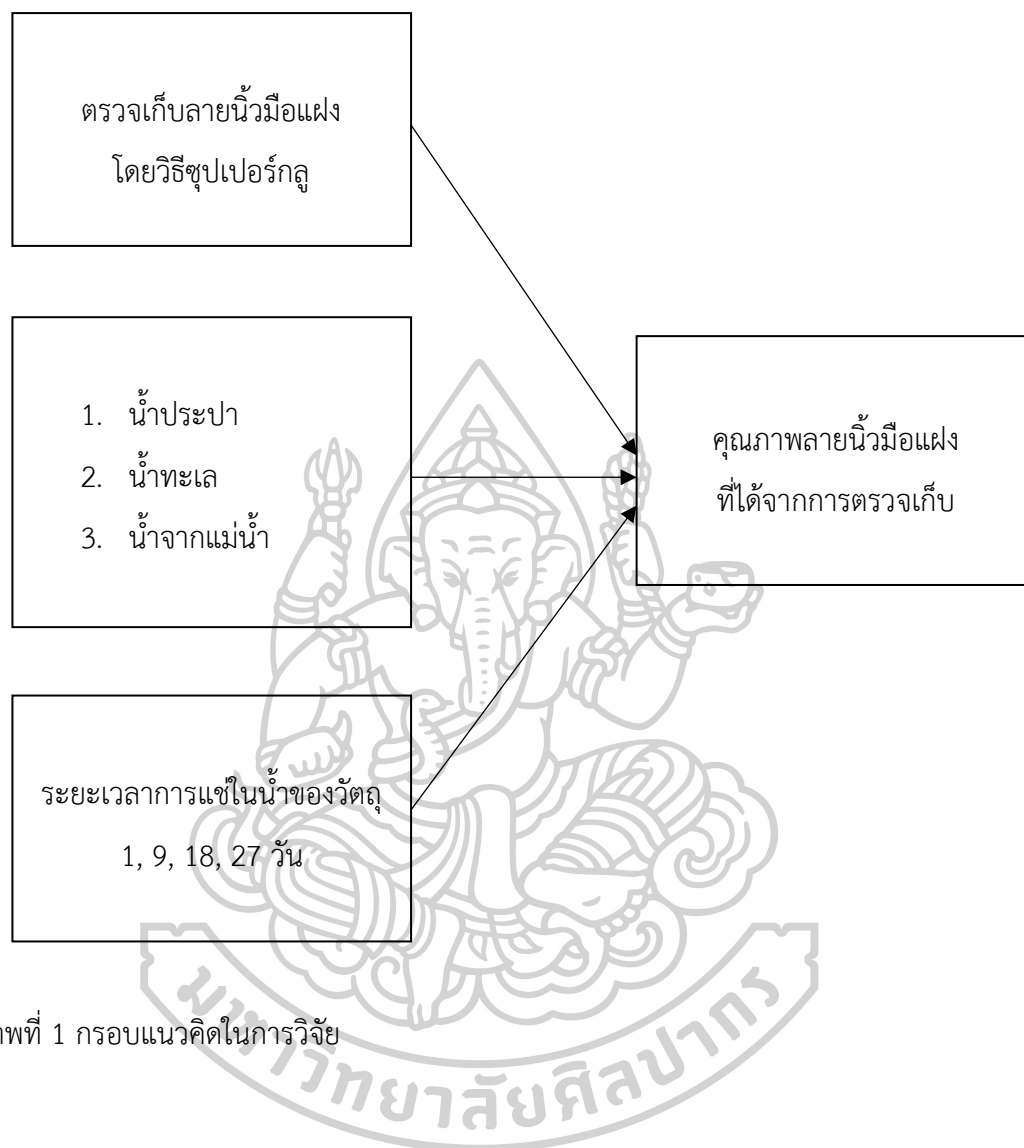 ตรวจเก็บลายนิ้วมือแฝง
โดยวิธีซุปเปอร์กลู
1. น้ำประปา
2. น้ำทะเล
3. น้ำจากแม่น้ำ
คุณภาพลายนิ้วมือแฝง
ที่ได้จากการตรวจเก็บ
ระยะเวลาการแช่ในน้ำของวัตถุ
1, 9, 18, 27 วัน
พที่ 1 กรอบแนวคิดในการวิจัย
มหาวิทยาลัยศิลปากร